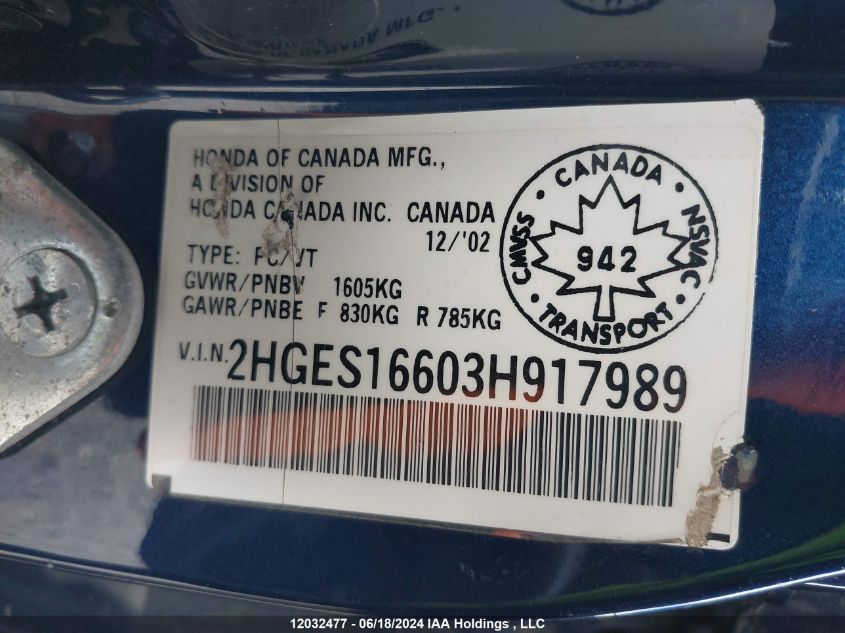 HONDA OF CANADA MFG.,
A DIVISION OF
HONDA CANADA INC. CANADA
12/'02
TYPE: PC/VT
GVWR/PNBV 1605KG
GAWR/PNBE F 830KG R 785KG
V.I.N. 2HGES16603H917989
· CANADA ·
CMVSS · NSVAC
942
· TRANSPORT ·
12032477 - 06/18/2024 IAA Holdings , LLC